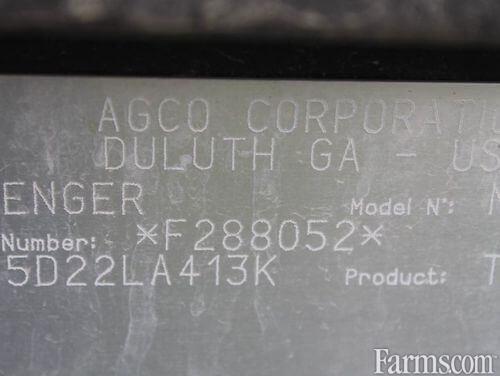 AGCO CORPORATI
DULUTH GA - US
ENGER Model N°:
Number: *F288052*
5D22LA413K Product: T
Farms.com